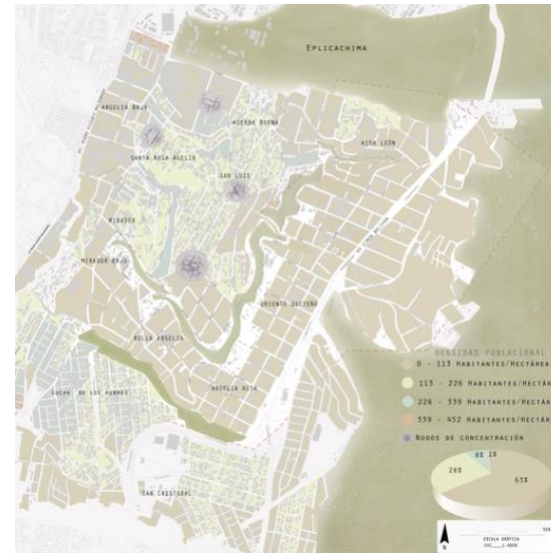 EPLICACHIMA
ARGELIA BAJA
HIERBA BUENA
AIDA LEÓN
SANTA ROSA ARGELIA
SAN LUIS
MIRADOR
MIRADOR BAJO
ORIENTE QUITEÑO
BELLA ARGELIA
ARGELIA ALTA
LUCHA DE LOS POBRES
SAN CRISTOBAL
DENSIDAD POBLACIONAL
0 - 113 HABITANTES/HECTÁREA
113 - 226 HABITANTES/HECTÁR
226 - 339 HABITANTES/HECTÁR
339 - 452 HABITANTES/HECTÁR
NODOS DE CONCENTRACIÓN
8% 1%
28%
63%
N
ESCALA GRÁFICA